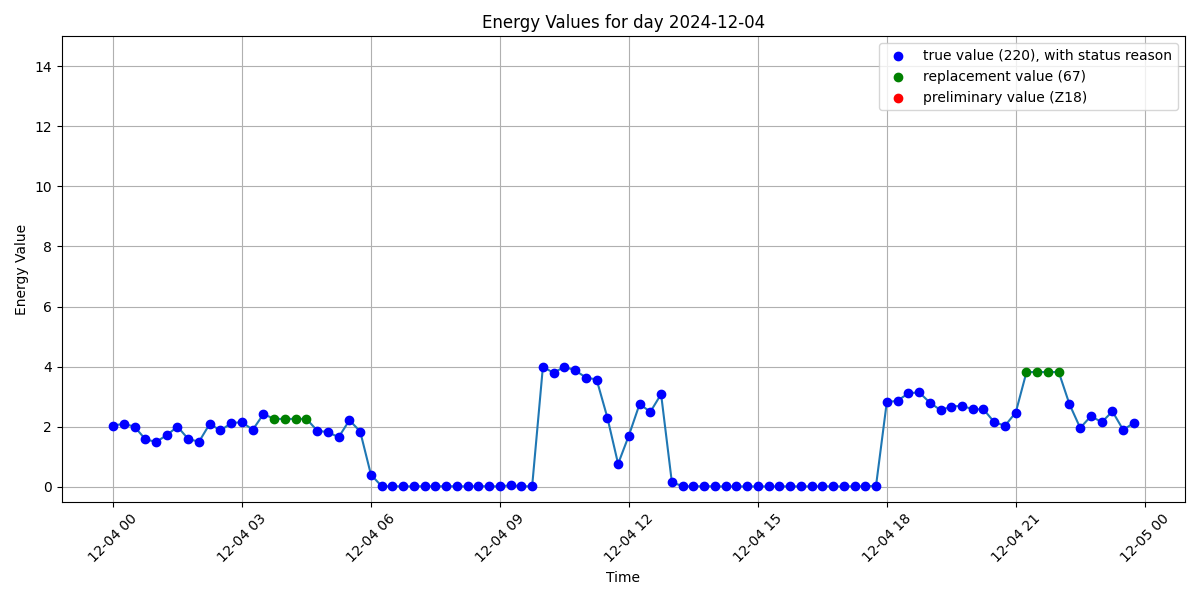 Energy Values for day 2024-12-04
true value (220), with status reason
replacement value (67)
preliminary value (Z18)
Energy Value
14
12
10
8
6
4
2
0
12-04 00
12-04 03
12-04 06
12-04 09
12-04 12
12-04 15
12-04 18
12-04 21
12-05 00
Time